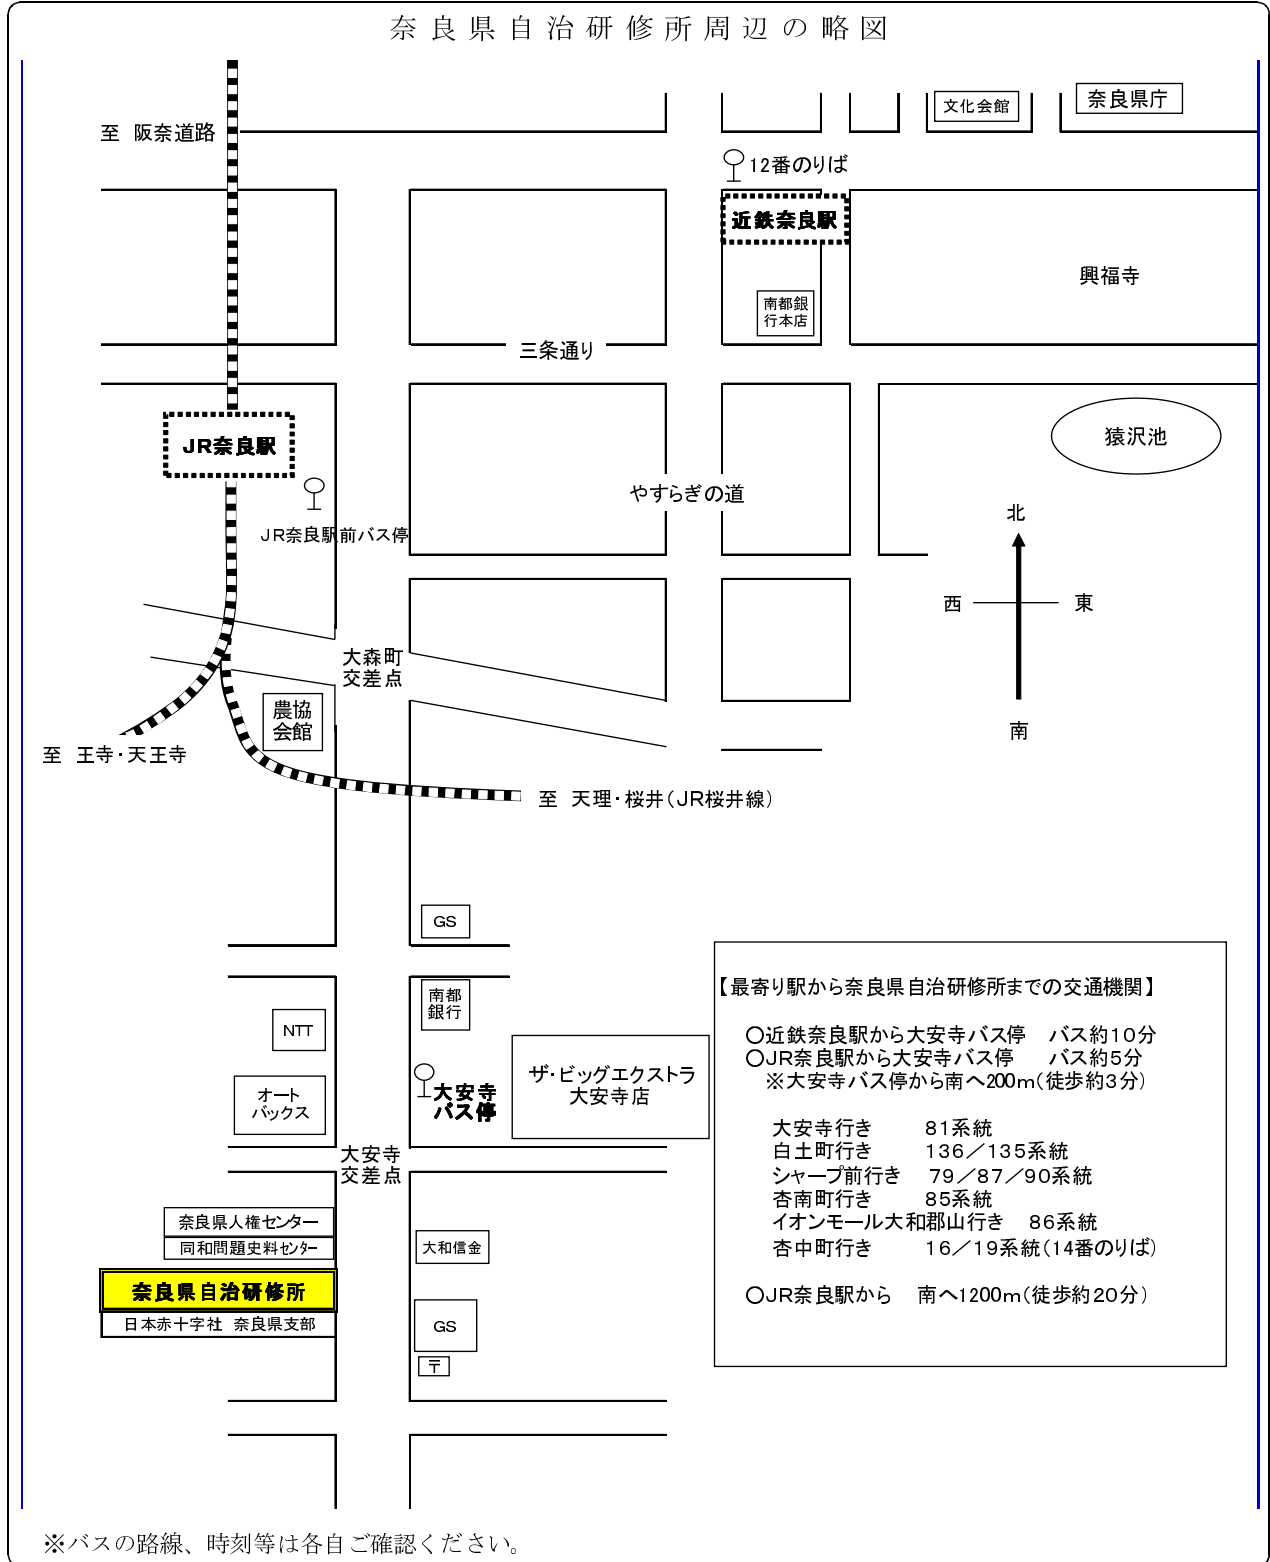 奈良県自治研修所周辺の略図
文化会館
奈良県庁
至　阪奈道路
12番のりば
近鉄奈良駅
興福寺
南都銀
行本店
三条通り
猿沢池
JR奈良駅
やすらぎの道
JR奈良駅前バス停
北
西
東
南
大森町
交差点
農協
会館
至　王寺・天王寺
至　天理・桜井(JR桜井線)
GS
南都
銀行
NTT
オート
バックス
大安寺
バス停
ザ・ビッグエクストラ
大安寺店
大安寺
交差点
奈良県人権センター
同和問題史料センター
奈良県自治研修所
日本赤十字社　奈良県支部
大和信金
GS
〒
【最寄り駅から奈良県自治研修所までの交通機関】
〇近鉄奈良駅から大安寺バス停　バス約10分
〇JR奈良駅から大安寺バス停　バス約5分
※大安寺バス停から南へ200m(徒歩約3分)
大安寺行き　81系統
白土町行き　136／135系統
シャープ前行き　79／87／90系統
杏南町行き　85系統
イオンモール大和郡山行き　86系統
杏中町行き　16／19系統(14番のりば)
〇JR奈良駅から　南へ1200m(徒歩約20分)
※バスの路線、時刻等は各自ご確認ください。